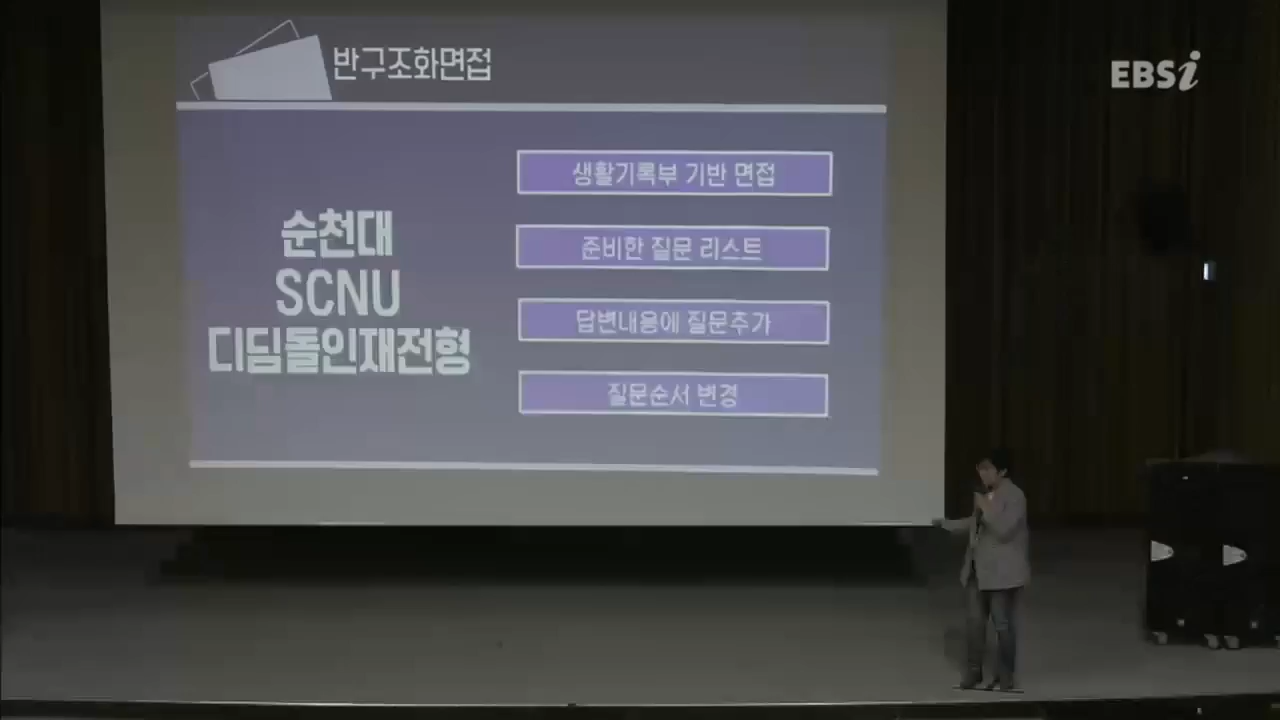 반구조화면접
EBSi
순천대
SCNU
디딤돌인재전형
생활기록부 기반 면접
준비한 질문 리스트
답변내용에 질문추가
질문순서 변경